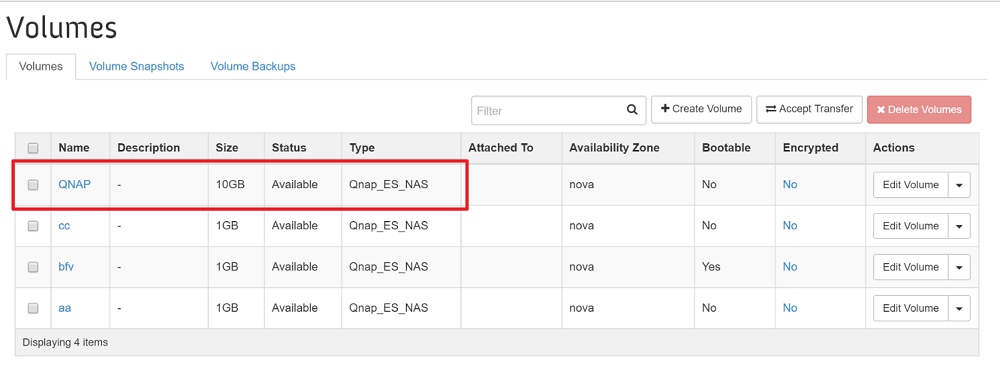 Volumes
Volumes Volume Snapshots Volume Backups
Filter Create Volume Accept Transfer Delete Volumes
Name Description Size Status Type Attached To Availability Zone Bootable Encrypted Actions
QNAP - 10GB Available Qnap_ES_NAS nova No No Edit Volume
cc - 1GB Available Qnap_ES_NAS nova No No Edit Volume
bfv - 1GB Available Qnap_ES_NAS nova Yes No Edit Volume
aa - 1GB Available Qnap_ES_NAS nova No No Edit Volume
Displaying 4 items